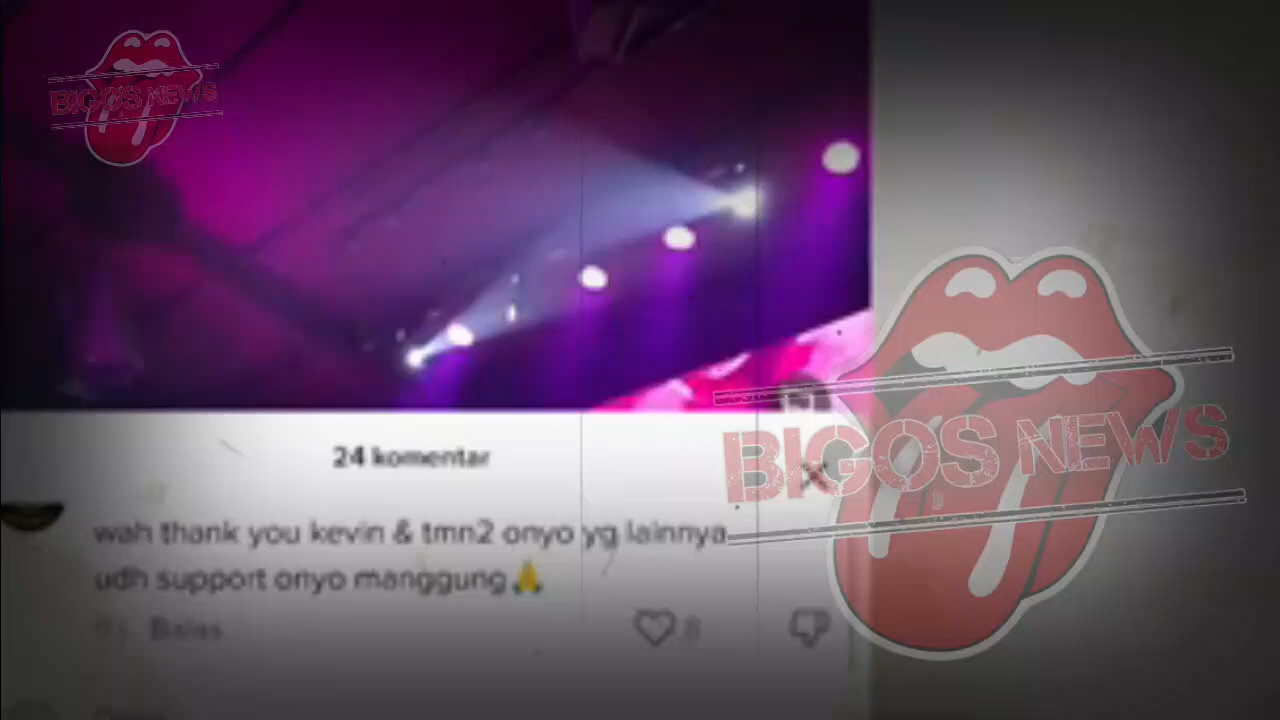 BIGOS NEWS
24 komentar
BIGOS NEWS
wah thank you kevin & tmn2 onyo yg lainnya
udh support onyo manggung🙏
Balas
8